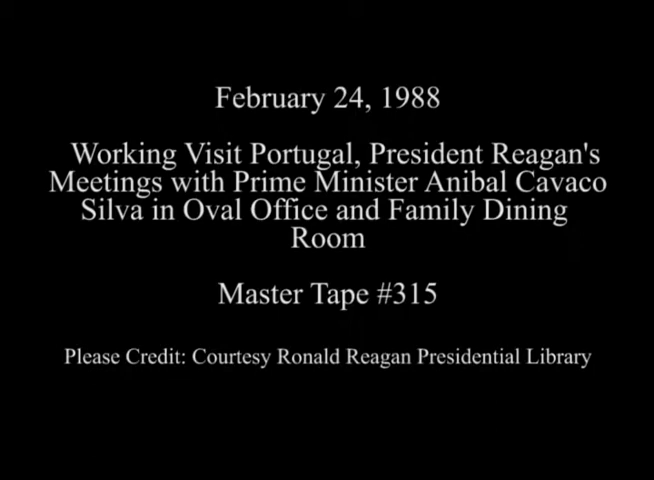 February 24, 1988
Working Visit Portugal, President Reagan's
Meetings with Prime Minister Anibal Cavaco
Silva in Oval Office and Family Dining
Room
Master Tape #315
Please Credit: Courtesy Ronald Reagan Presidential Library